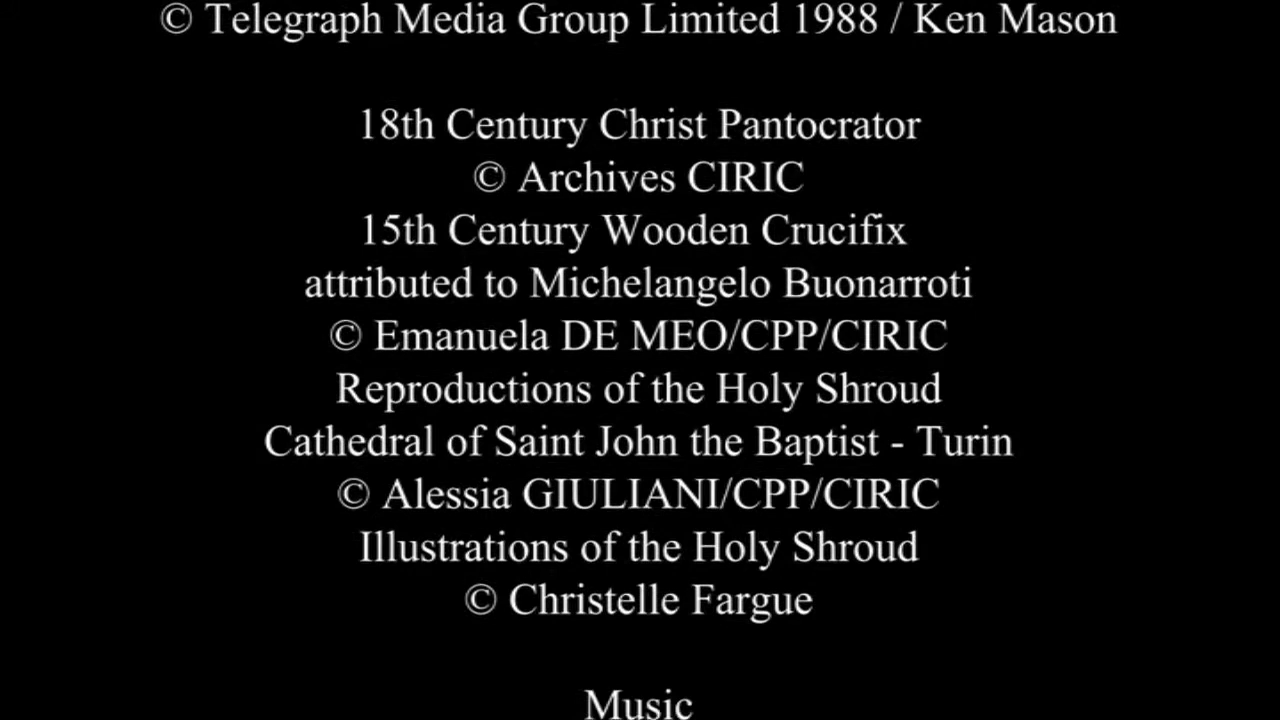 © Telegraph Media Group Limited 1988 / Ken Mason
18th Century Christ Pantocrator
© Archives CIRIC
15th Century Wooden Crucifix
attributed to Michelangelo Buonarroti
© Emanuela DE MEO/CPP/CIRIC
Reproductions of the Holy Shroud
Cathedral of Saint John the Baptist - Turin
© Alessia GIULIANI/CPP/CIRIC
Illustrations of the Holy Shroud
© Christelle Fargue
Music